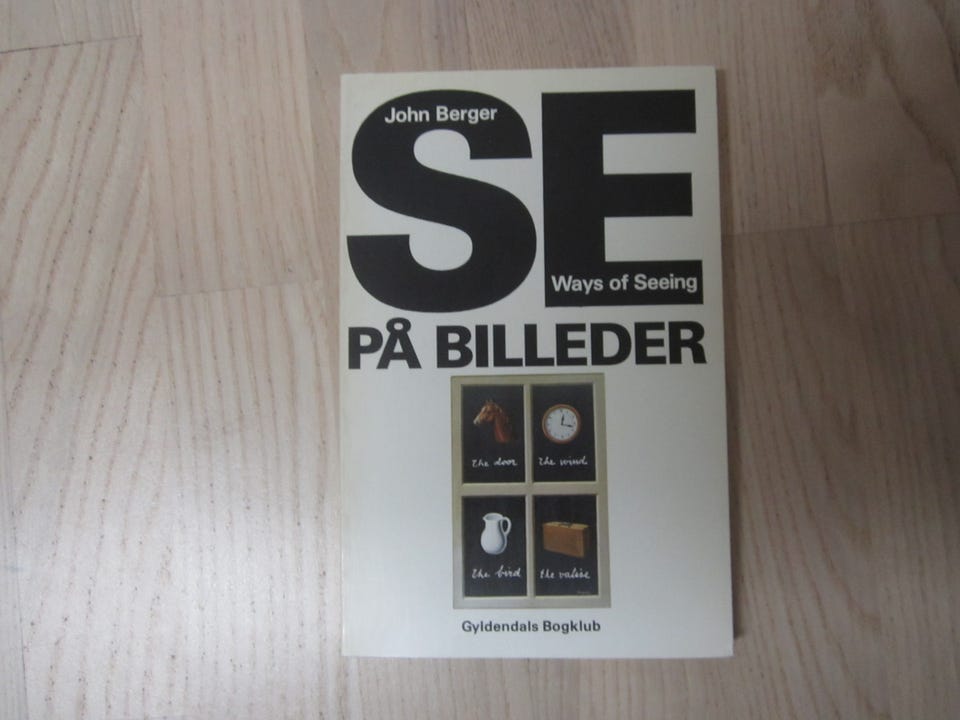 John Berger
SE
Ways of Seeing
PÅ BILLEDER
the door the wind
the bird the valise
Gyldendals Bogklub